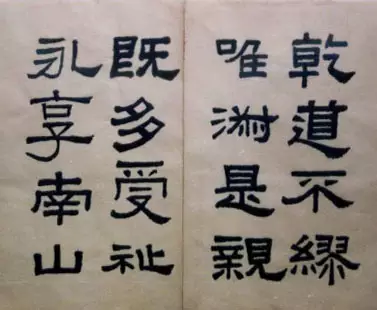 乾道不繆
唯淑是親
既多受祉
永享南山